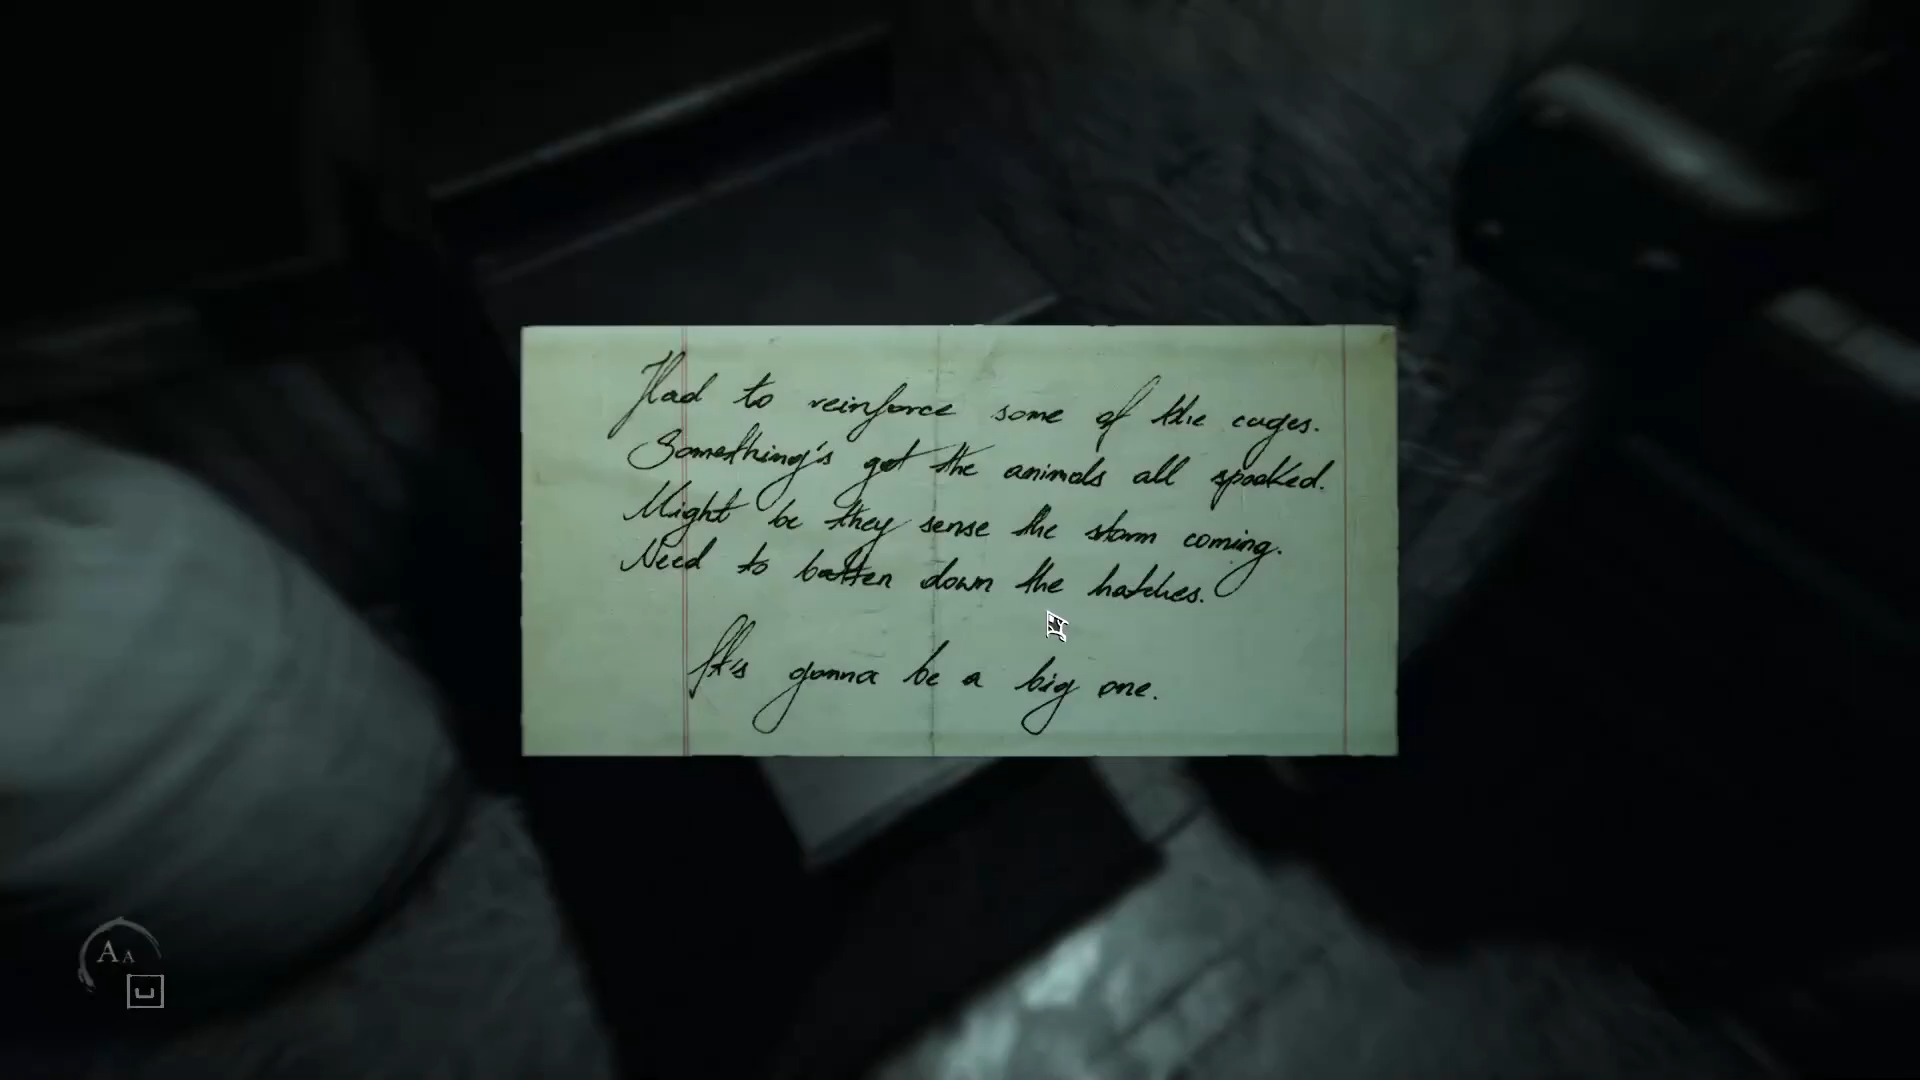 Had to reinforce some of the cages.
Something's got the animals all spooked.
Might be they sense the storm coming.
Need to batten down the hatches.
It's gonna be a big one.
AA